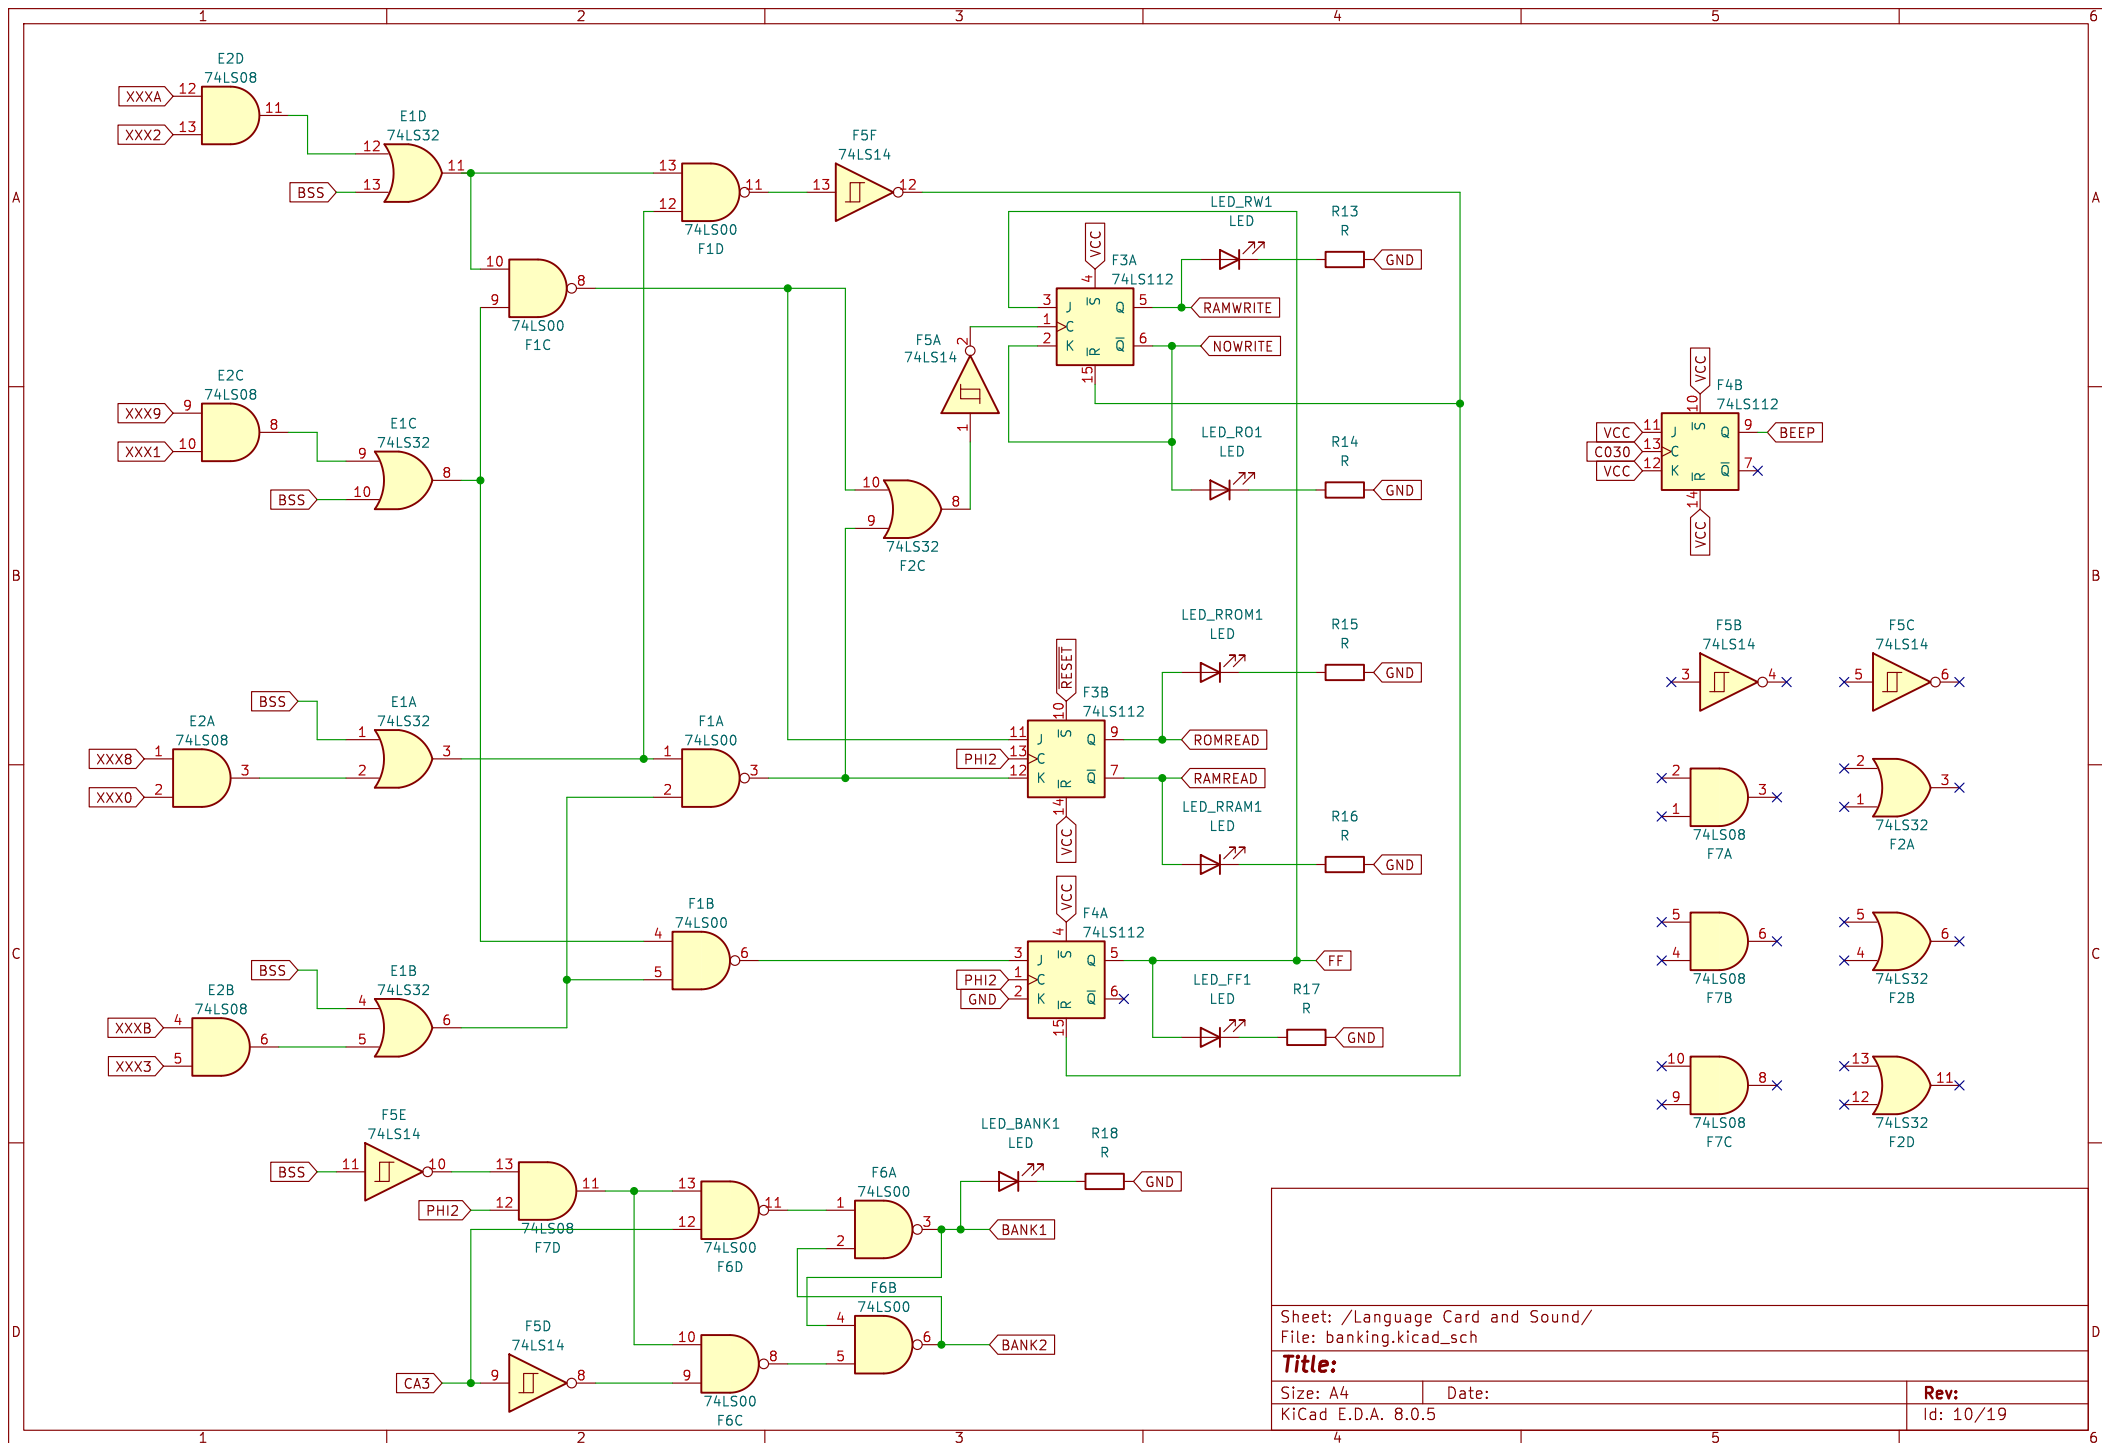 1 2 3 4 5 6
A
B
C
D
A
B
C
D
1 2 3 4 5 6
E2D
74LS08
XXXA 12
XXX2 13
11
E1D
74LS32
12
BSS 13
11
13
12
11
74LS00
F1D
F5F
74LS14
13 12
10
9
8
74LS00
F1C
E2C
74LS08
XXX9 9
XXX1 10
8
E1C
74LS32
9
BSS 10
8
F5A
74LS14
2
1
VCC
4
F3A
74LS112
3 J S Q 5
1 C
2 K R Q 6
15
RAMWRITE
NOWRITE
LED_RW1
LED
R13
R
GND
LED_RO1
LED
R14
R
GND
10
9
8
74LS32
F2C
VCC
10
F4B
74LS112
VCC 11 J S Q 9 BEEP
C030 13 C
VCC 12 K R Q 7
14
VCC
E2A
74LS08
XXX8 1
XXX0 2
3
BSS
E1A
74LS32
1
2
3
F1A
74LS00
1
2
3
RESET
10
F3B
74LS112
11 J S Q 9
PHI2 13 C
12 K R Q 7
14
VCC
ROMREAD
RAMREAD
LED_RROM1
LED
R15
R
GND
LED_RRAM1
LED
R16
R
GND
F1B
74LS00
4
5
6
VCC
4
F4A
74LS112
3 J S Q 5
PHI2 1 C
GND 2 K R Q 6
15
FF
LED_FF1
LED
R17
R
GND
E2B
74LS08
XXXB 4
XXX3 5
6
BSS
E1B
74LS32
4
5
6
F5B
74LS14
3 4
F5C
74LS14
5 6
2
1
3
74LS08
F7A
2
1
3
74LS32
F2A
5
4
6
74LS08
F7B
5
4
6
74LS32
F2B
10
9
8
74LS08
F7C
13
12
11
74LS32
F2D
F5E
74LS14
BSS 11 10
13
PHI2 12
11
74LS08
F7D
13
12
11
74LS00
F6D
F6A
74LS00
1
2
3
BANK1
LED_BANK1
LED
R18
R
GND
F6B
74LS00
4
5
6
BANK2
F5D
74LS14
CA3 9 8
10
9
8
74LS00
F6C
Sheet: /Language Card and Sound/
File: banking.kicad_sch
Title:
Size: A4 Date: Rev:
KiCad E.D.A. 8.0.5 Id: 10/19